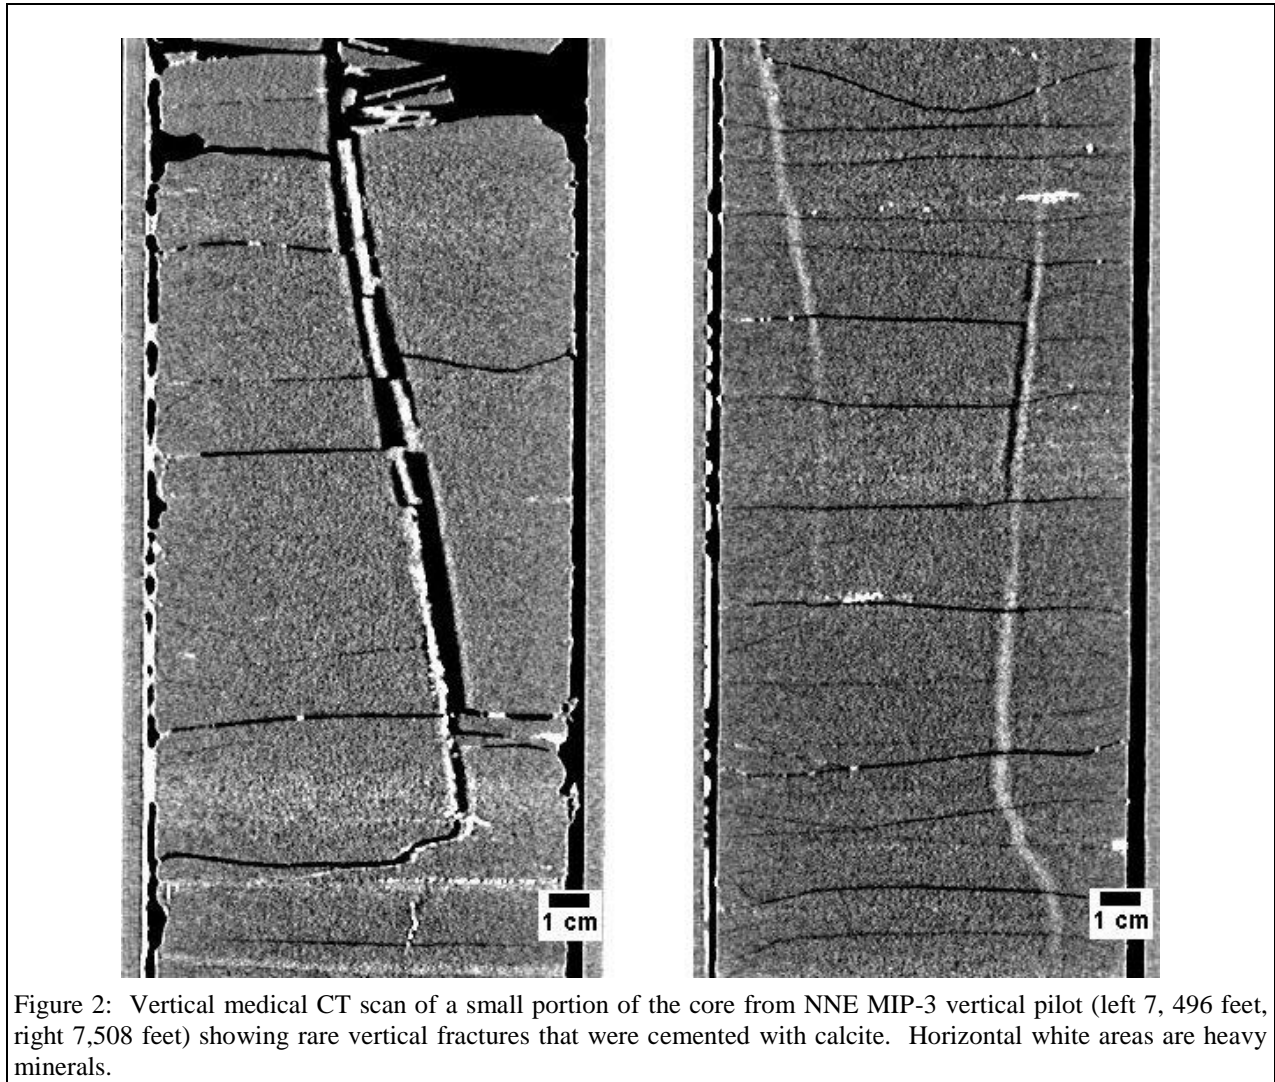 1 cm
1 cm
Figure 2: Vertical medical CT scan of a small portion of the core from NNE MIP-3 vertical pilot (left 7, 496 feet,
right 7,508 feet) showing rare vertical fractures that were cemented with calcite. Horizontal white areas are heavy
minerals.